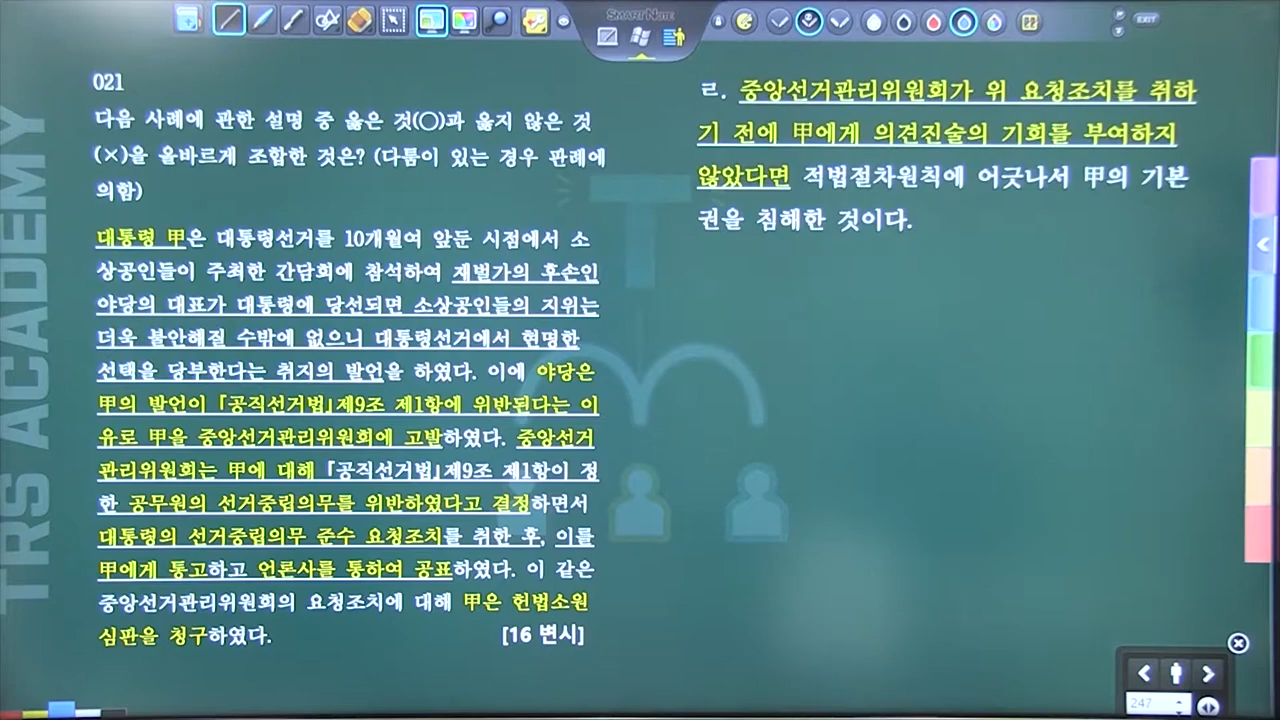 SMART NOTE
EXIT
TRS ACADEMY
021
다음 사례에 관한 설명 중 옳은 것(○)과 옳지 않은 것
(×)을 올바르게 조합한 것은? (다툼이 있는 경우 판례에
의함)
대통령 甲은 대통령선거를 10개월여 앞둔 시점에서 소
상공인들이 주최한 간담회에 참석하여 재벌가의 후손인
야당의 대표가 대통령에 당선되면 소상공인들의 지위는
더욱 불안해질 수밖에 없으니 대통령선거에서 현명한
선택을 당부한다는 취지의 발언을 하였다. 이에 야당은
甲의 발언이 『공직선거법』제9조 제1항에 위반된다는 이
유로 甲을 중앙선거관리위원회에 고발하였다. 중앙선거
관리위원회는 甲에 대해 『공직선거법』제9조 제1항이 정
한 공무원의 선거중립의무를 위반하였다고 결정하면서
대통령의 선거중립의무 준수 요청조치를 취한 후, 이를
甲에게 통고하고 언론사를 통하여 공표하였다. 이 같은
중앙선거관리위원회의 요청조치에 대해 甲은 헌법소원
심판을 청구하였다. [16 변시]
ㄹ. 중앙선거관리위원회가 위 요청조치를 취하
기 전에 甲에게 의견진술의 기회를 부여하지
않았다면 적법절차원칙에 어긋나서 甲의 기본
권을 침해한 것이다.
247